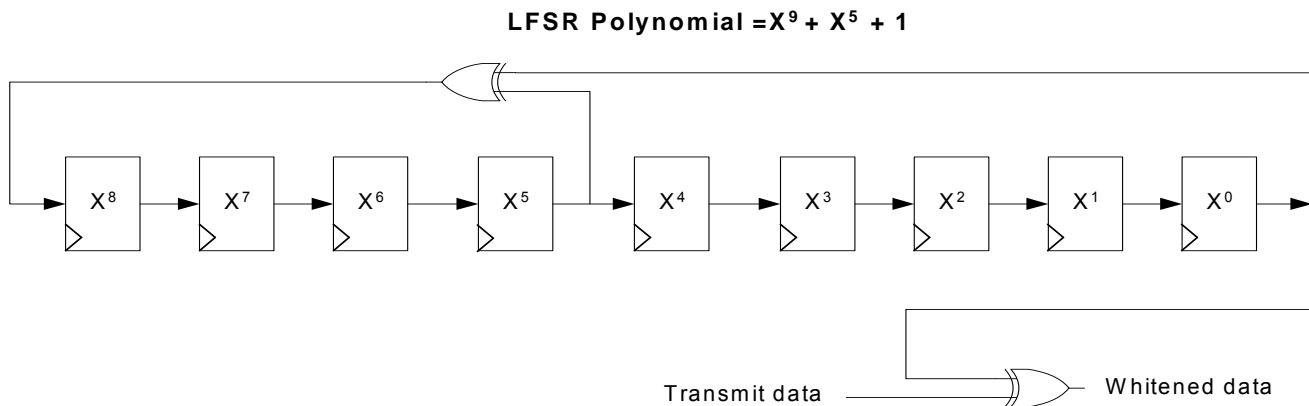 LFSR Polynomial =X⁹ + X⁵ + 1
X⁸ X⁷ X⁶ X⁵ X⁴ X³ X² X¹ X⁰
Transmit data
Whitened data